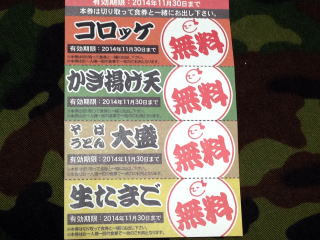 有効期限：2014年11月30日まで
本券は切り取って食券と一緒にお出し下さい。
コロッケ
無料
有効期限：2014年11月30日まで
かき揚げ天
無料
有効期限：2014年11月30日まで
そば
うどん
大盛
無料
有効期限：2014年11月30日まで
生たまご
無料
有効期限：2014年11月30日まで